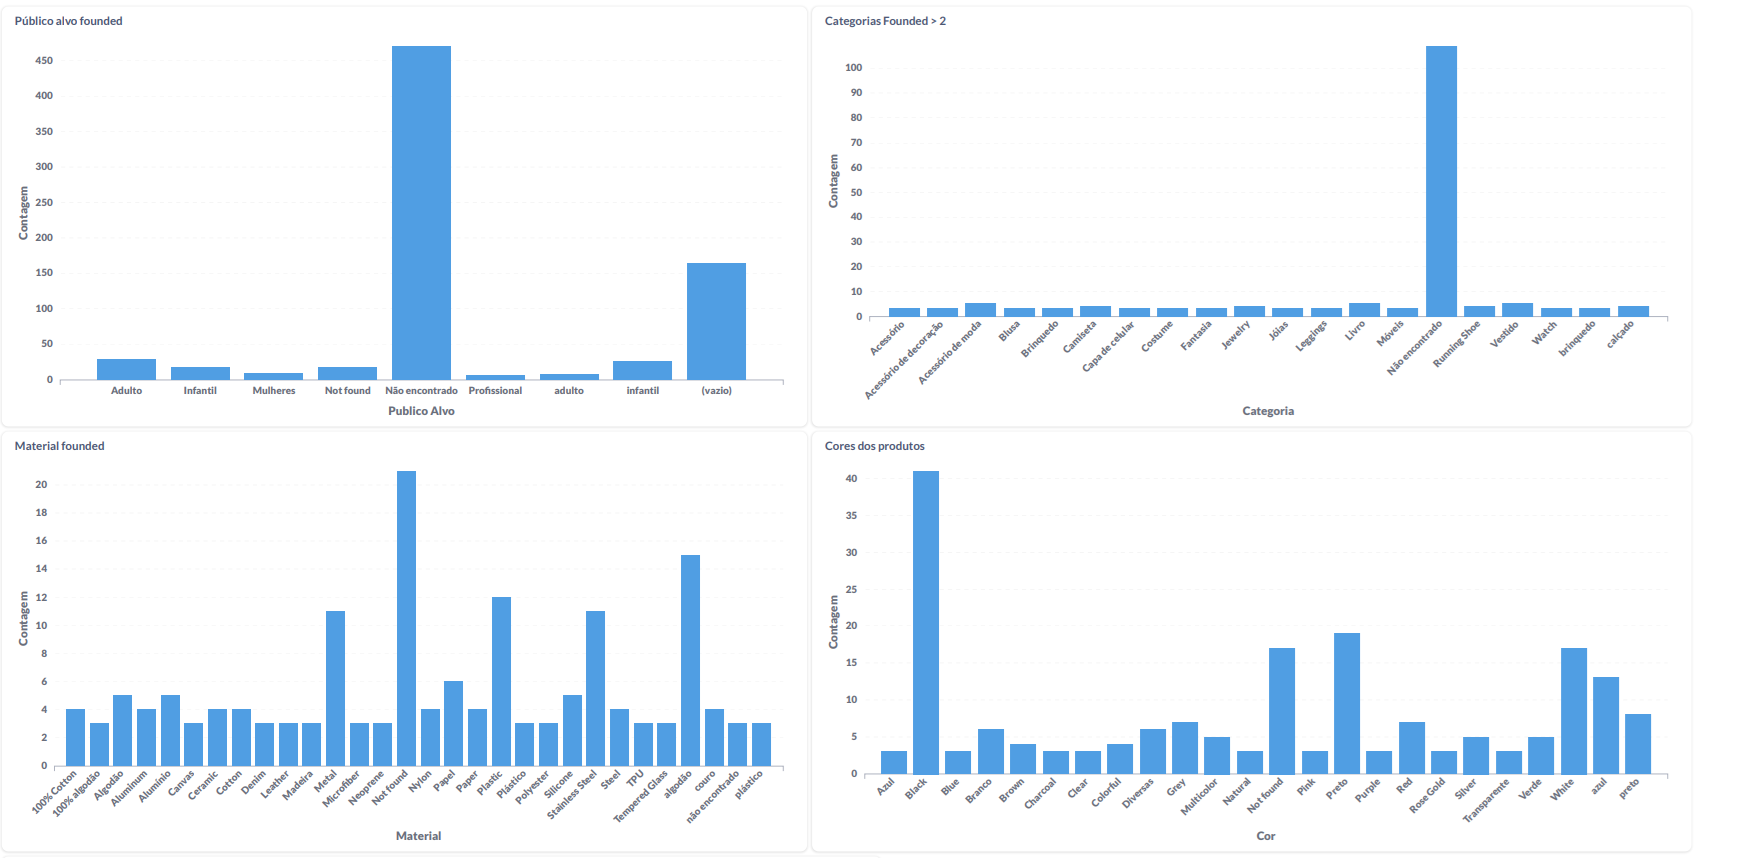 Público alvo founded
450
400
350
300
250
200
150
100
50
0
Contagem
Adulto Infantil Mulheres Not found Não encontrado Profissional adulto infantil (vazio)
Publico Alvo
Categorias Founded > 2
100
90
80
70
60
50
40
30
20
10
0
Contagem
Acessório Acessório de decoração Acessório de moda Blusa Brinquedo Camiseta Capa de celular Costume Fantasia Jewelry Jóias Leggings Livro Móveis Não encontrado Running Shoe Vestido Watch brinquedo calçado
Categoria
Material founded
20
18
16
14
12
10
8
6
4
2
0
Contagem
100% Cotton 100% algodão Algodão Aluminum Alumínio Canvas Ceramic Cotton Denim Leather Madeira Metal Microfiber Neoprene Not found Nylon Papel Paper Plastic Plástico Polyester Silicone Stainless Steel Steel TPU Tempered Glass algodão couro não encontrado plástico
Material
Cores dos produtos
40
35
30
25
20
15
10
5
0
Contagem
Azul Black Blue Branco Brown Charcoal Clear Colorful Diversas Grey Multicolor Natural Not found Pink Preto Purple Red Rose Gold Silver Transparente Verde White azul preto
Cor